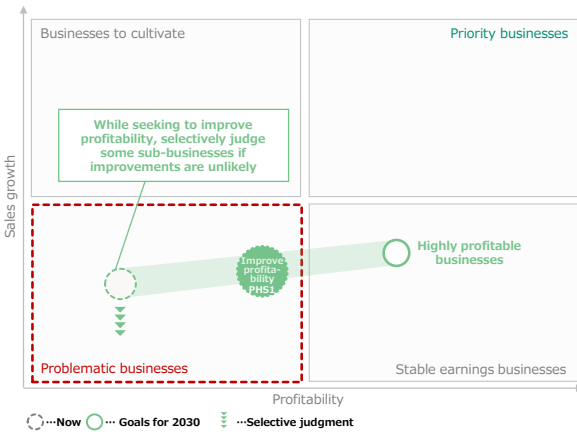 Businesses to cultivate
Priority businesses
While seeking to improve
profitability, selectively judge
some sub-businesses if
improvements are unlikely
Sales growth
Improve
profita-
bility
PHS1
Highly profitable
businesses
Problematic businesses
Stable earnings businesses
Profitability
···Now
··· Goals for 2030
···Selective judgment